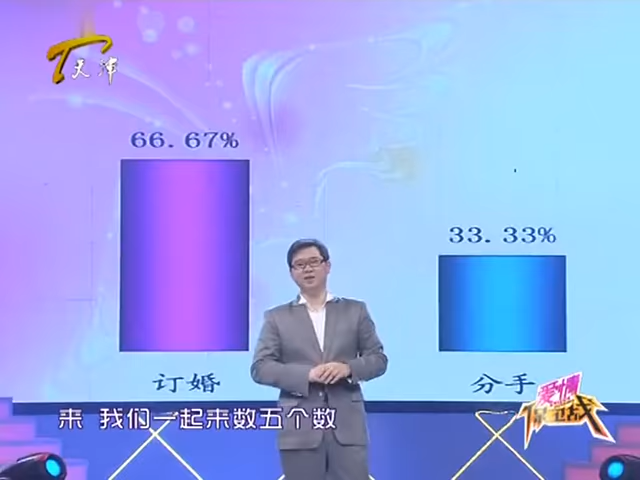 天津
66.67%
33.33%
订婚
分手
爱情
保卫战
来 我们一起来数五个数